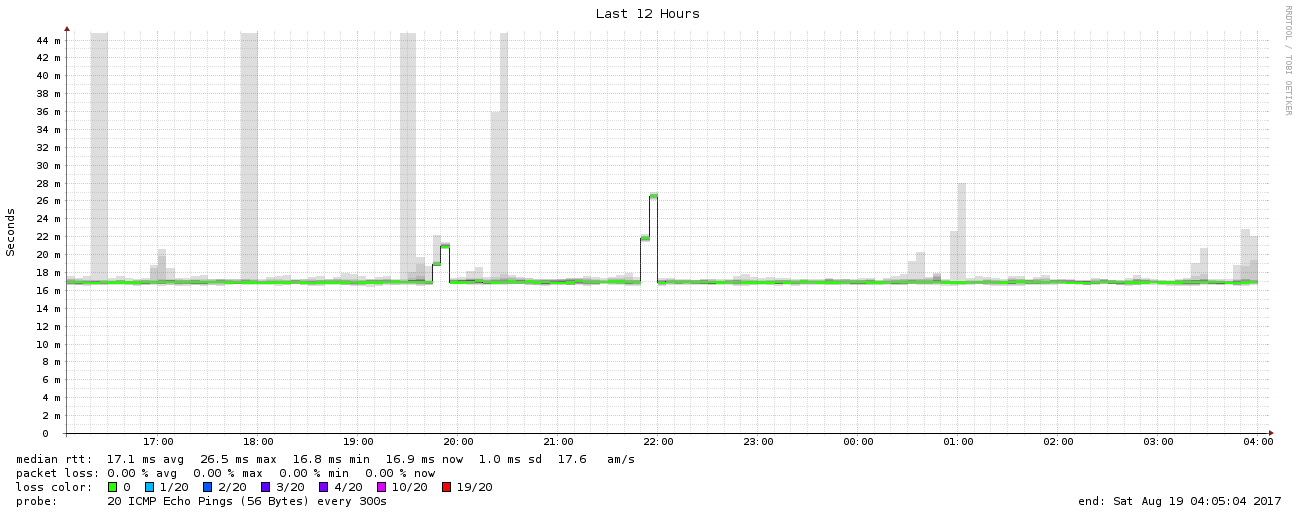 Last 12 Hours
RRDTOOL / TOBI OETIKER
Seconds
44 m
42 m
40 m
38 m
36 m
34 m
32 m
30 m
28 m
26 m
24 m
22 m
20 m
18 m
16 m
14 m
12 m
10 m
8 m
6 m
4 m
2 m
0
17:00 18:00 19:00 20:00 21:00 22:00 23:00 00:00 01:00 02:00 03:00 04:00
median rtt: 17.1 ms avg 26.5 ms max 16.8 ms min 16.9 ms now 1.0 ms sd 17.6 am/s
packet loss: 0.00 % avg 0.00 % max 0.00 % min 0.00 % now
loss color: 0 1/20 2/20 3/20 4/20 10/20 19/20
probe: 20 ICMP Echo Pings (56 Bytes) every 300s end: Sat Aug 19 04:05:04 2017